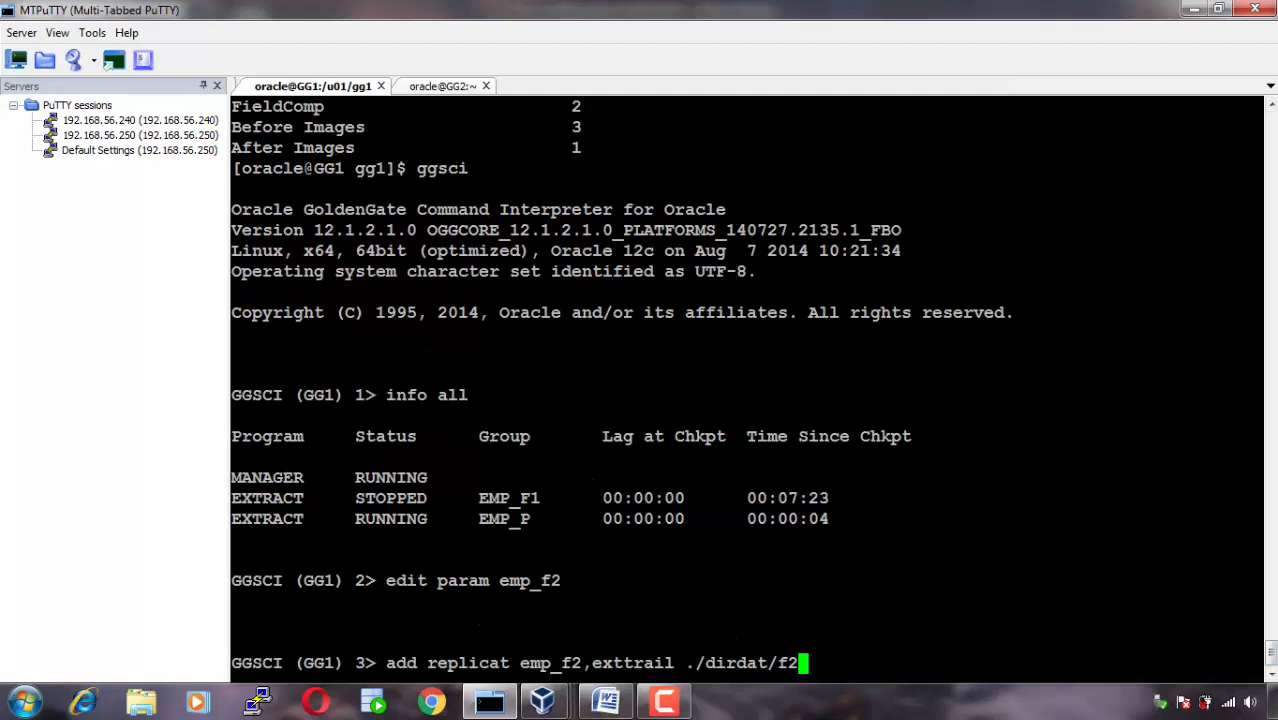 MTPuTTY (Multi-Tabbed PuTTY)
Server View Tools Help
Servers
PuTTY sessions
192.168.56.240 (192.168.56.240)
192.168.56.250 (192.168.56.250)
Default Settings (192.168.56.250)
oracle@GG1:/u01/gg1 oracle@GG2:~
FieldComp 2
Before Images 3
After Images 1
[oracle@GG1 gg1]$ ggsci
Oracle GoldenGate Command Interpreter for Oracle
Version 12.1.2.1.0 OGGCORE_12.1.2.1.0_PLATFORMS_140727.2135.1_FBO
Linux, x64, 64bit (optimized), Oracle 12c on Aug 7 2014 10:21:34
Operating system character set identified as UTF-8.
Copyright (C) 1995, 2014, Oracle and/or its affiliates. All rights reserved.
GGSCI (GG1) 1> info all
Program Status Group Lag at Chkpt Time Since Chkpt
MANAGER RUNNING
EXTRACT STOPPED EMP_F1 00:00:00 00:07:23
EXTRACT RUNNING EMP_P 00:00:00 00:00:04
GGSCI (GG1) 2> edit param emp_f2
GGSCI (GG1) 3> add replicat emp_f2,exttrail ./dirdat/f2